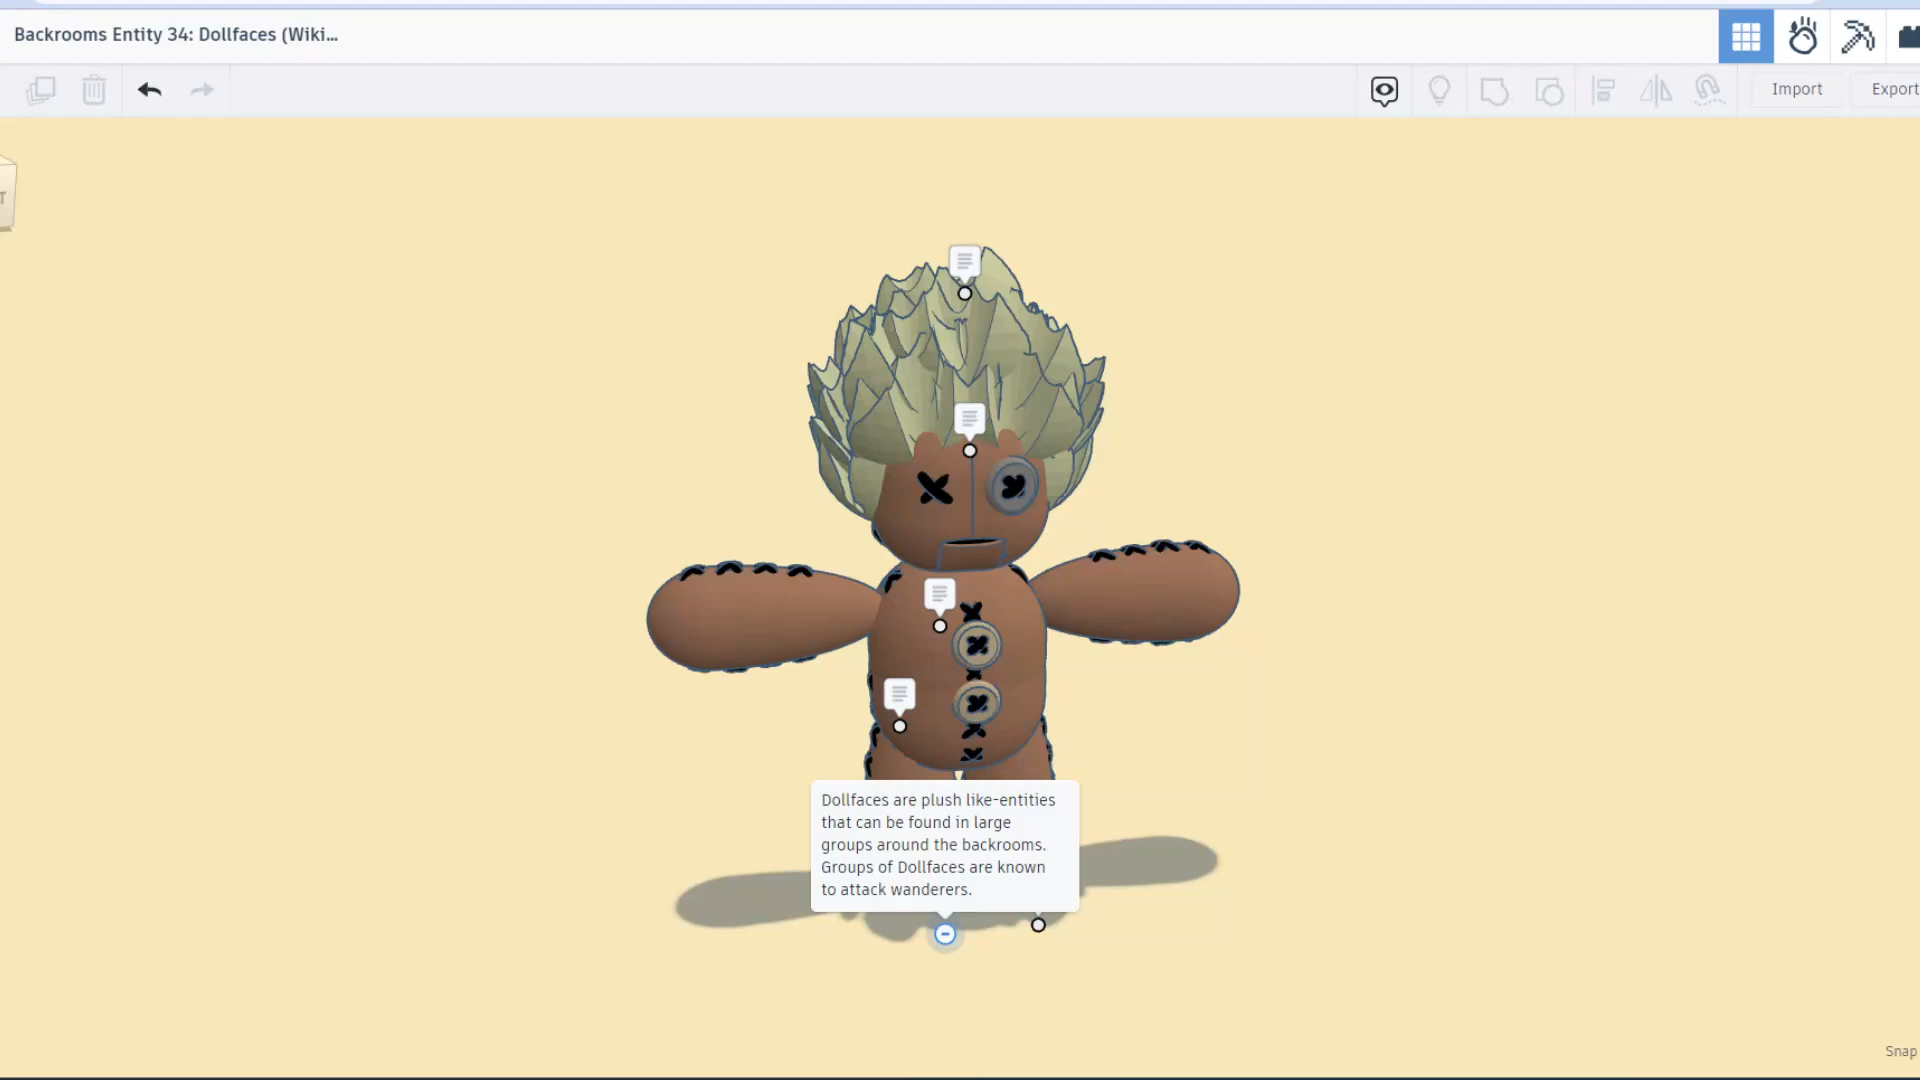 Backrooms Entity 34: Dollfaces (Wiki...
Import
Export
T
Dollfaces are plush like-entities
that can be found in large
groups around the backrooms.
Groups of Dollfaces are known
to attack wanderers.
Snap